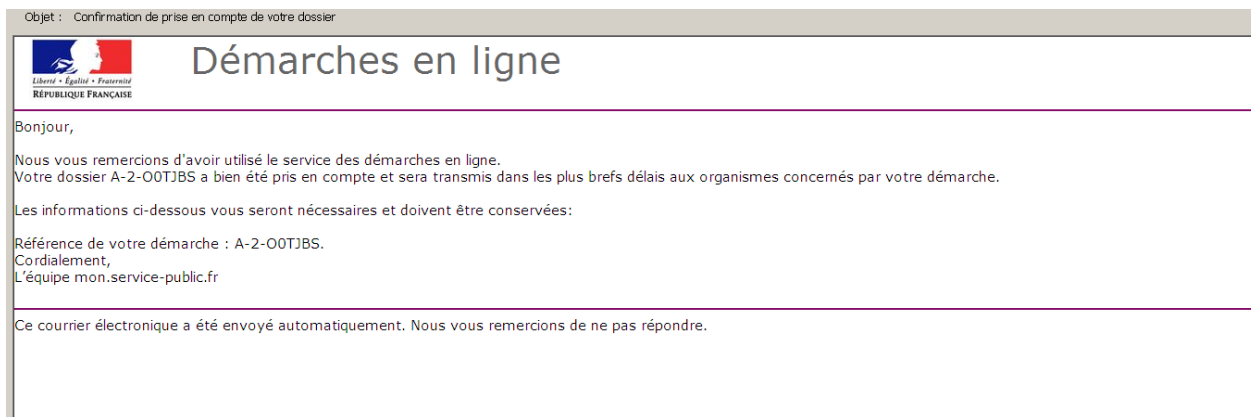 Objet : Confirmation de prise en compte de votre dossier
Démarches en ligne
Liberté • Égalité • Fraternité
RÉPUBLIQUE FRANÇAISE
Bonjour,
Nous vous remercions d'avoir utilisé le service des démarches en ligne.
Votre dossier A-2-O0TJBS a bien été pris en compte et sera transmis dans les plus brefs délais aux organismes concernés par votre démarche.
Les informations ci-dessous vous seront nécessaires et doivent être conservées:
Référence de votre démarche : A-2-O0TJBS.
Cordialement,
L'équipe mon.service-public.fr
Ce courrier électronique a été envoyé automatiquement. Nous vous remercions de ne pas répondre.